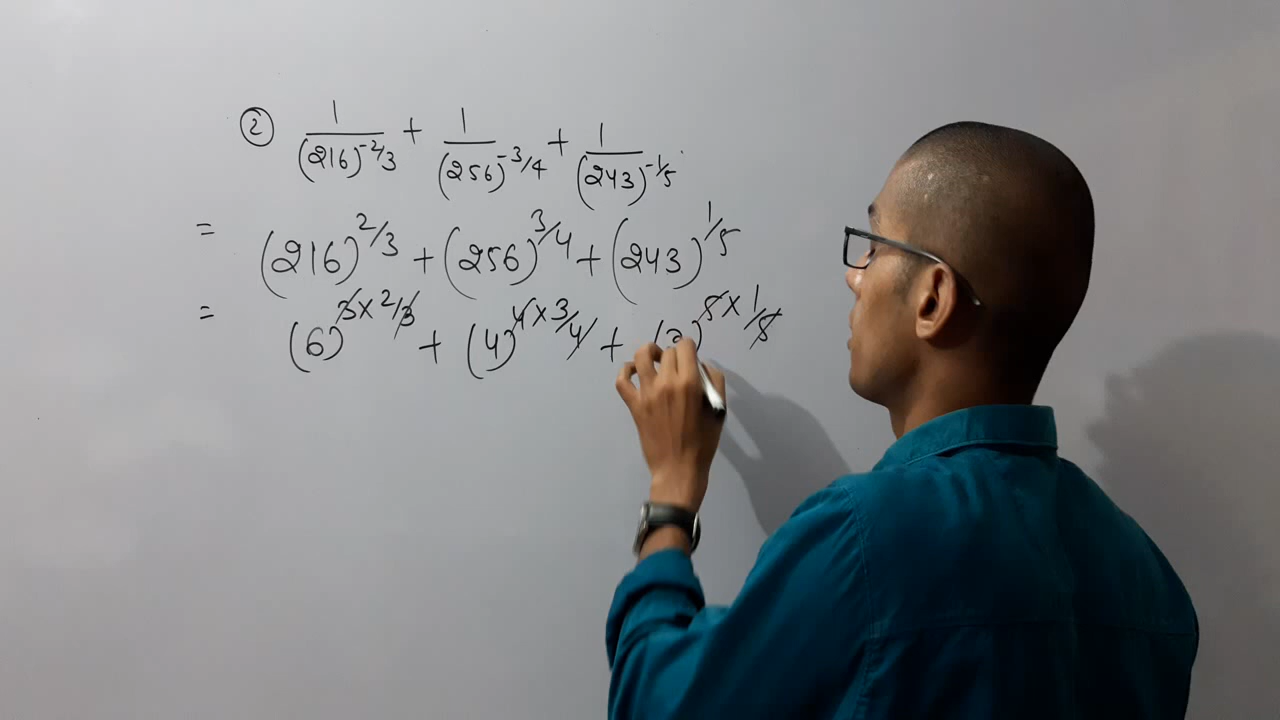 ② 1/(216)^-2/3 + 1/(256)^-3/4 + 1/(243)^-1/5
= (216)^2/3 + (256)^3/4 + (243)^1/5
= (6)^3×2/3 + (4)^4×3/4 + (3)^5×1/5